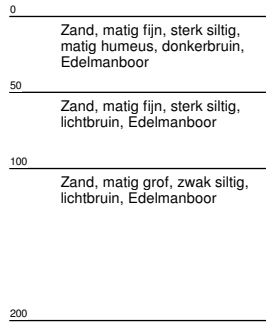 0
Zand, matig fijn, sterk siltig,
matig humeus, donkerbruin,
Edelmanboor
50
Zand, matig fijn, sterk siltig,
lichtbruin, Edelmanboor
100
Zand, matig grof, zwak siltig,
lichtbruin, Edelmanboor
200